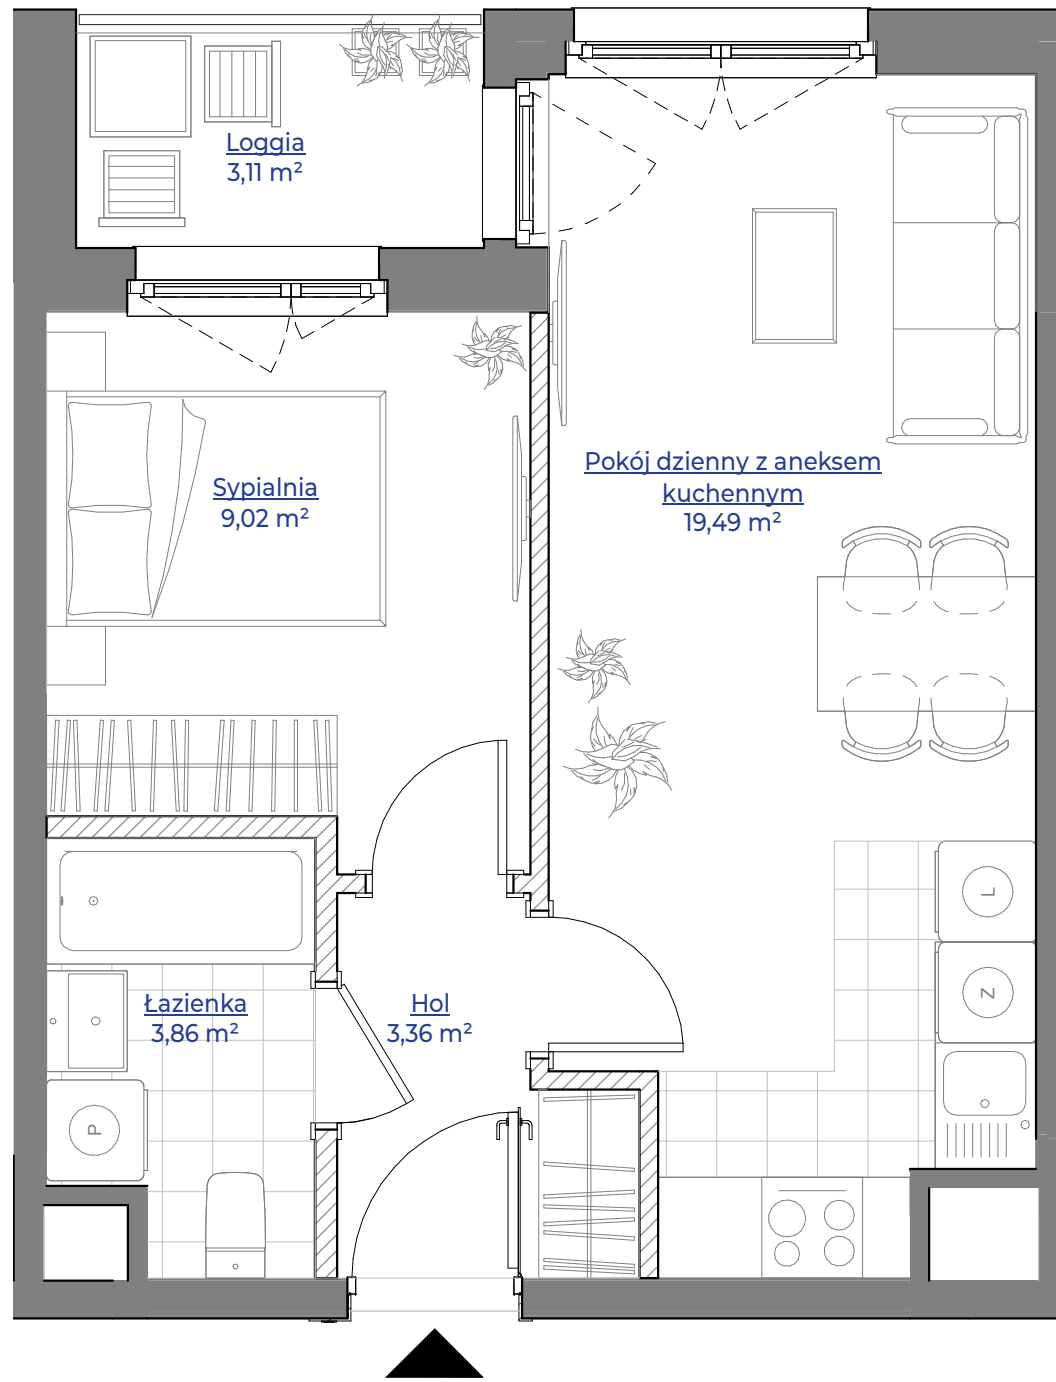 Loggia
3,11 m²
Sypialnia
9,02 m²
Pokój dzienny z aneksem
kuchennym
19,49 m²
Łazienka
3,86 m²
Hol
3,36 m²
L
Z
P